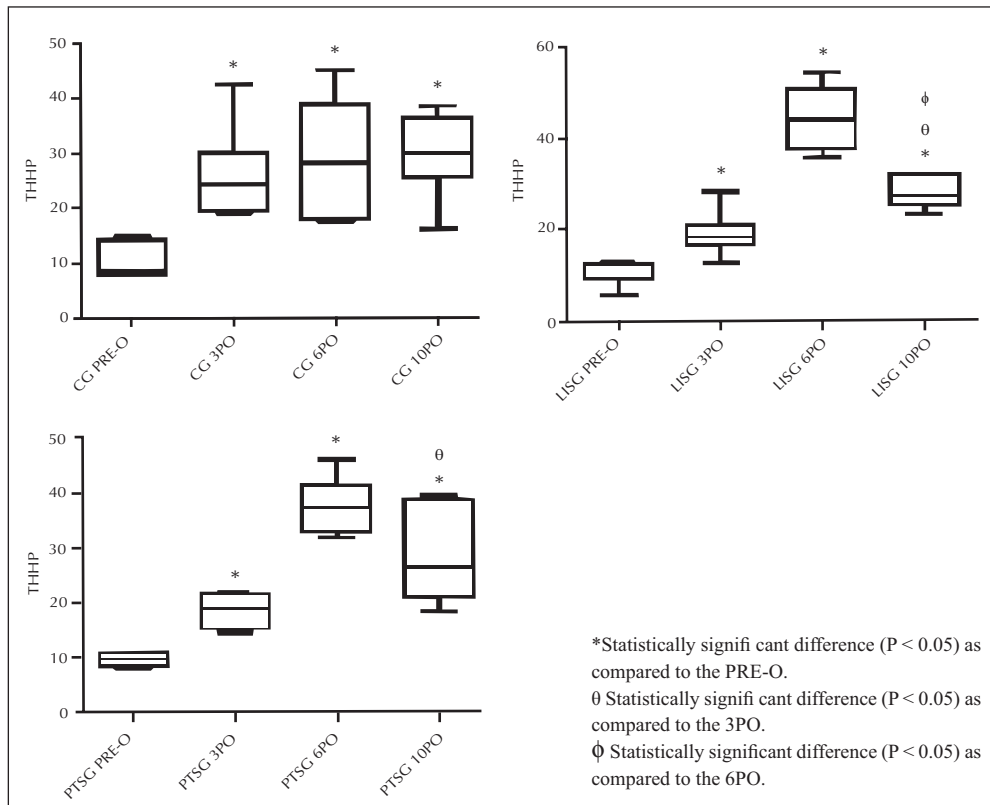 50
40
30
20
10
0
THHP
*
*
*
CG PRE-O
CG 3PO
CG 6PO
CG 10PO
60
40
20
0
THHP
*
*
ϕ
θ
*
LISG PRE-O
LISG 3PO
LISG 6PO
LISG 10PO
50
40
30
20
10
0
THHP
*
*
θ
*
PTSG PRE-O
PTSG 3PO
PTSG 6PO
PTSG 10PO
*Statistically signifi cant difference (P < 0.05) as
compared to the PRE-O.
θ Statistically signifi cant difference (P < 0.05) as
compared to the 3PO.
ϕ Statistically significant difference (P < 0.05) as
compared to the 6PO.